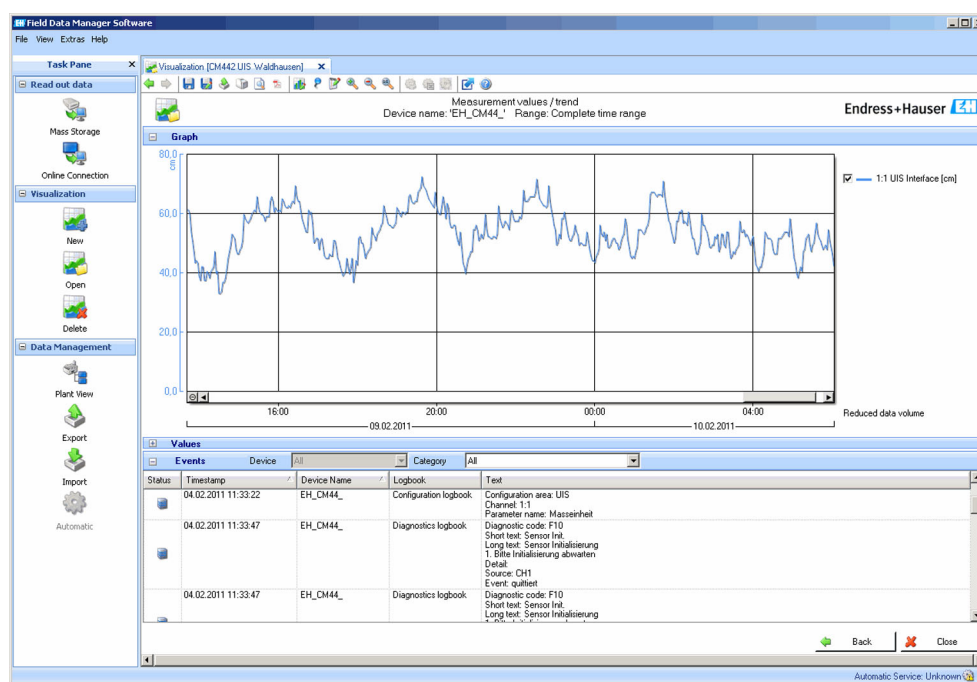 Field Data Manager Software
File View Extras Help
Task Pane
Visualization [CM442 UIS Waldhausen]
Read out data
Mass Storage
Online Connection
Visualization
New
Open
Delete
Data Management
Plant View
Export
Import
Automatic
Measurement values / trend
Device name: 'EH_CM44_' Range: Complete time range
Endress+Hauser EH
Graph
80,0
cm
60,0
40,0
20,0
0,0
1:1 UIS Interface [cm]
16:00 20:00 00:00 04:00
Reduced data volume
09.02.2011 10.02.2011
Values
Events Device All Category All
Status Timestamp Device Name Logbook Text
04.02.2011 11:33:22 EH_CM44_ Configuration logbook Configuration area: UIS
Channel: 1:1
Parameter name: Masseinheit
04.02.2011 11:33:47 EH_CM44_ Diagnostics logbook Diagnostic code: F10
Short text: Sensor Init.
Long text: Sensor Initialisierung
1. Bitte Initialisierung abwarten
Detail:
Source: CH1
Event: quittiert
04.02.2011 11:33:47 EH_CM44_ Diagnostics logbook Diagnostic code: F10
Short text: Sensor Init.
Long text: Sensor Initialisierung
Back Close
Automatic Service: Unknown